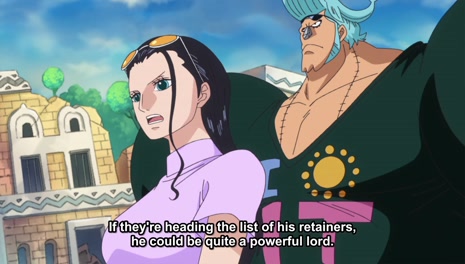 If they're heading the list of his retainers,
he could be quite a powerful lord.